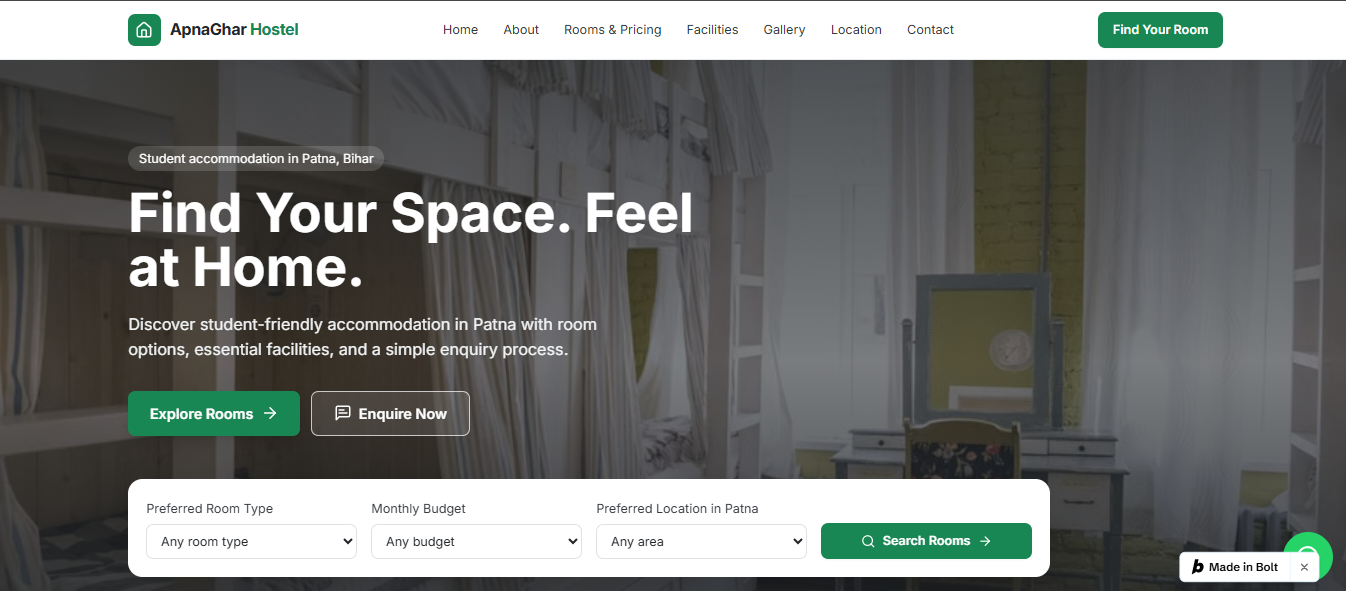 ApnaGhar Hostel
Home
About
Rooms & Pricing
Facilities
Gallery
Location
Contact
Find Your Room
Student accommodation in Patna, Bihar
Find Your Space. Feel
at Home.
Discover student-friendly accommodation in Patna with room
options, essential facilities, and a simple enquiry process.
Explore Rooms →
Enquire Now
Preferred Room Type
Any room type
Monthly Budget
Any budget
Preferred Location in Patna
Any area
Search Rooms →
b Made in Bolt ×